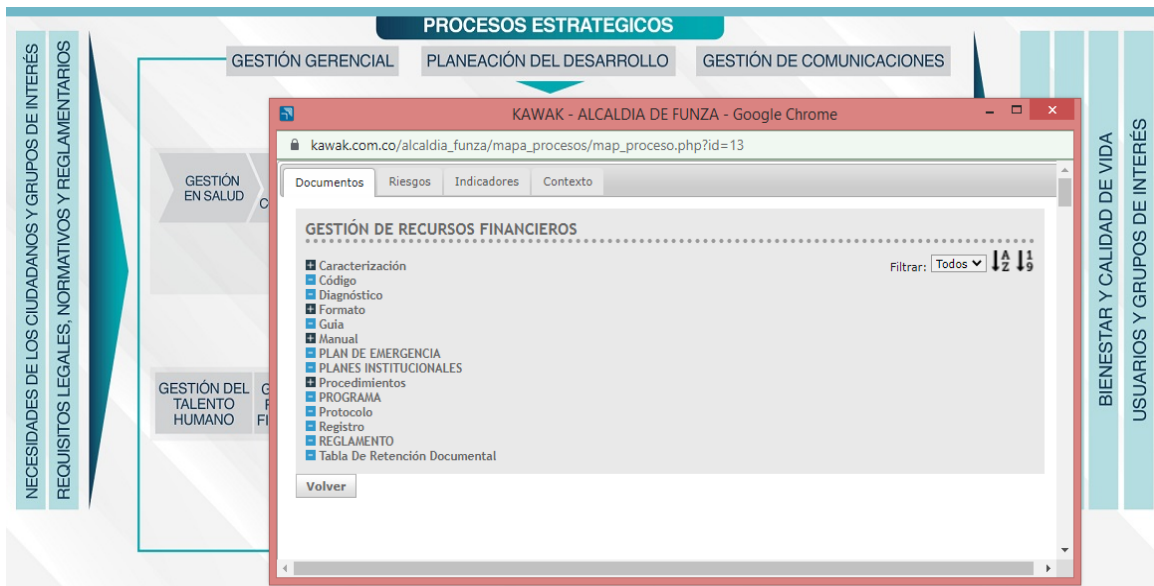 PROCESOS ESTRATEGICOS
GESTIÓN GERENCIAL
PLANEACIÓN DEL DESARROLLO
GESTIÓN DE COMUNICACIONES
NECESIDADES DE LOS CIUDADANOS Y GRUPOS DE INTERÉS
REQUISITOS LEGALES, NORMATIVOS Y REGLAMENTARIOS
GESTIÓN
EN SALUD
C
GESTIÓN DEL
TALENTO
HUMANO
G
F
FI
KAWAK - ALCALDIA DE FUNZA - Google Chrome
kawak.com.co/alcaldia_funza/mapa_procesos/map_proceso.php?id=13
Documentos Riesgos Indicadores Contexto
GESTIÓN DE RECURSOS FINANCIEROS
Filtrar: Todos A Z 1 9
Caracterización
Código
Diagnóstico
Formato
Guia
Manual
PLAN DE EMERGENCIA
PLANES INSTITUCIONALES
Procedimientos
PROGRAMA
Protocolo
Registro
REGLAMENTO
Tabla De Retención Documental
Volver
BIENESTAR Y CALIDAD DE VIDA
USUARIOS Y GRUPOS DE INTERÉS